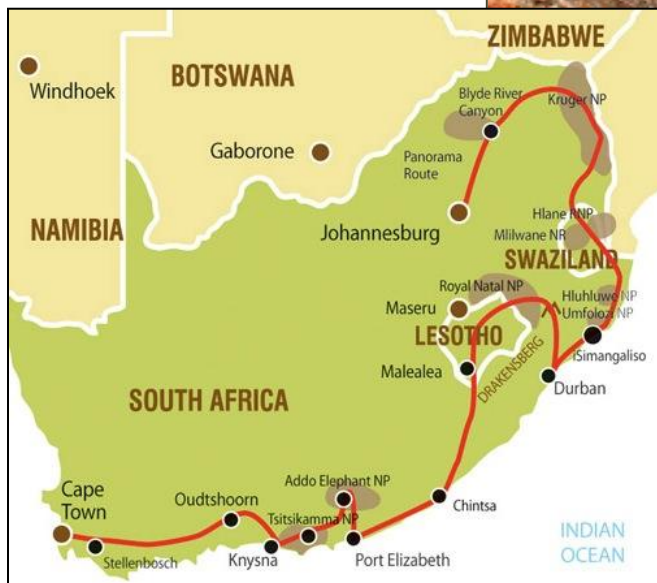 ZIMBABWE
BOTSWANA
Windhoek
Blyde River
Canyon
Kruger NP
Gaborone
Panorama
Route
NAMIBIA
Johannesburg
Hlane RNP
Mlilwane NR
SWAZILAND
Royal Natal NP
Maseru
Hluhluwe NP
Umfolozi NP
LESOTHO
iSimangaliso
Malealea
DRAKENSBERG
Durban
SOUTH AFRICA
Addo Elephant NP
Cape
Town
Oudtshoorn
Tsitsikamma NP
Chintsa
Stellenbosch
Knysna
Port Elizabeth
INDIAN
OCEAN